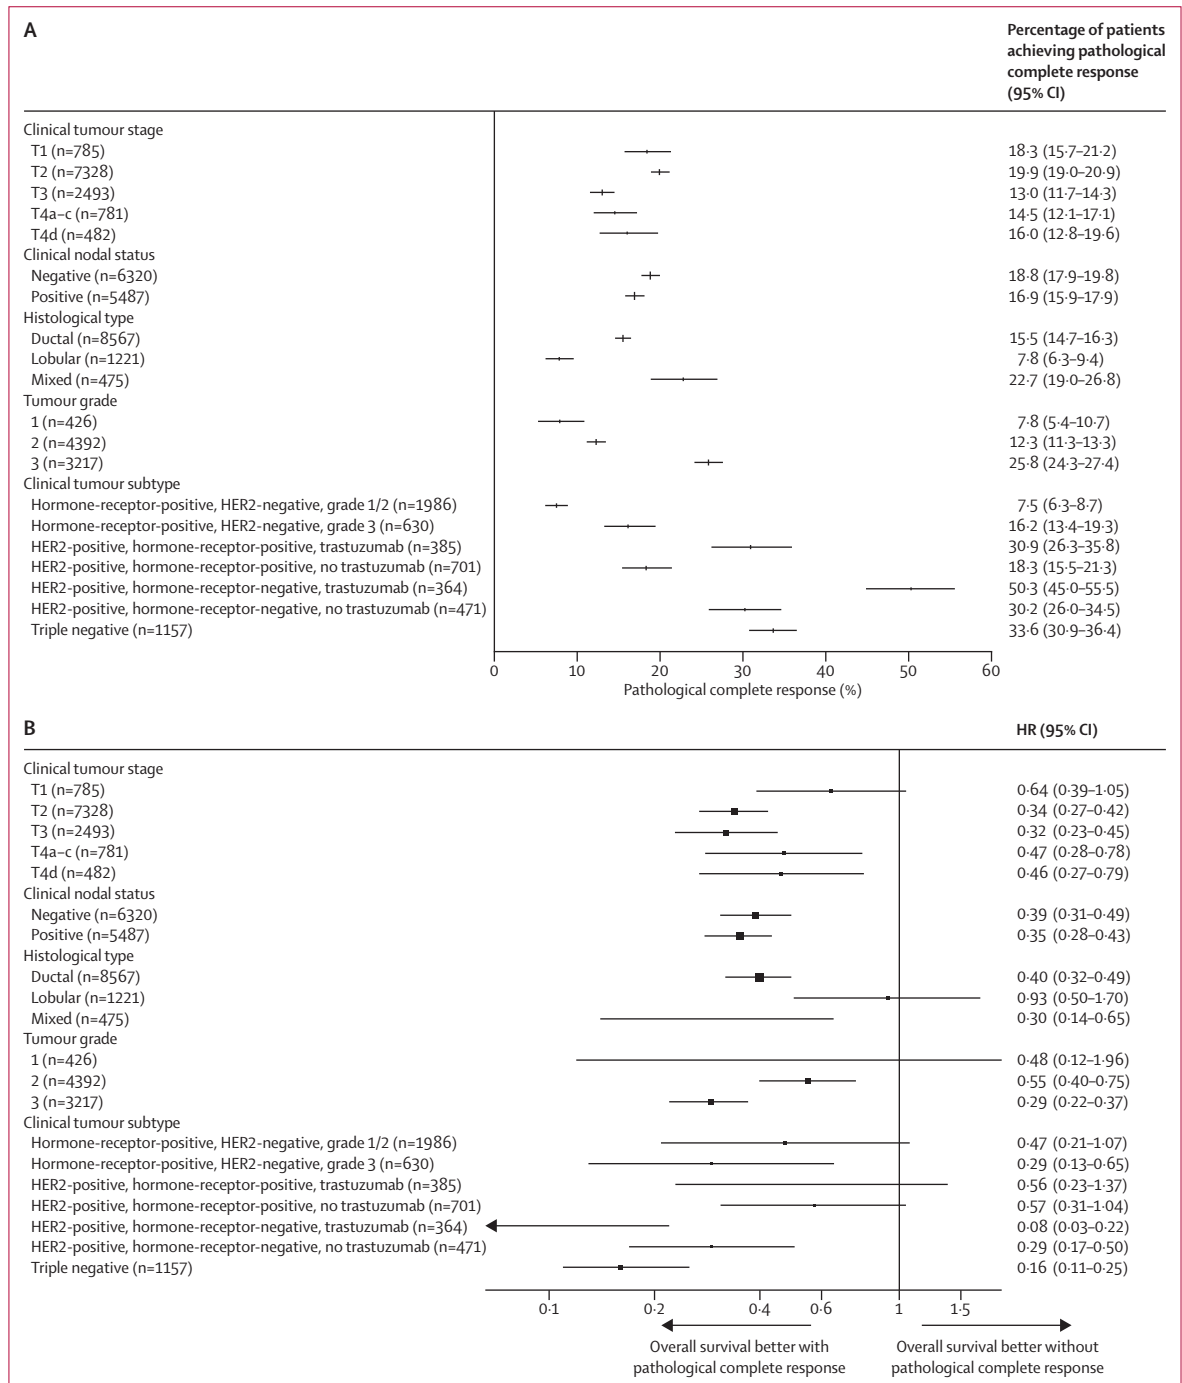 A
Percentage of patients
achieving pathological
complete response
(95% CI)
Clinical tumour stage
T1 (n=785) 18·3 (15·7–21·2)
T2 (n=7328) 19·9 (19·0–20·9)
T3 (n=2493) 13·0 (11·7–14·3)
T4a–c (n=781) 14·5 (12·1–17·1)
T4d (n=482) 16·0 (12·8–19·6)
Clinical nodal status
Negative (n=6320) 18·8 (17·9–19·8)
Positive (n=5487) 16·9 (15·9–17·9)
Histological type
Ductal (n=8567) 15·5 (14·7–16·3)
Lobular (n=1221) 7·8 (6·3–9·4)
Mixed (n=475) 22·7 (19·0–26·8)
Tumour grade
1 (n=426) 7·8 (5·4–10·7)
2 (n=4392) 12·3 (11·3–13·3)
3 (n=3217) 25·8 (24·3–27·4)
Clinical tumour subtype
Hormone-receptor-positive, HER2-negative, grade 1/2 (n=1986) 7·5 (6·3–8·7)
Hormone-receptor-positive, HER2-negative, grade 3 (n=630) 16·2 (13·4–19·3)
HER2-positive, hormone-receptor-positive, trastuzumab (n=385) 30·9 (26·3–35·8)
HER2-positive, hormone-receptor-positive, no trastuzumab (n=701) 18·3 (15·5–21·3)
HER2-positive, hormone-receptor-negative, trastuzumab (n=364) 50·3 (45·0–55·5)
HER2-positive, hormone-receptor-negative, no trastuzumab (n=471) 30·2 (26·0–34·5)
Triple negative (n=1157) 33·6 (30·9–36·4)
0 10 20 30 40 50 60
Pathological complete response (%)
B HR (95% CI)
Clinical tumour stage
T1 (n=785) 0·64 (0·39–1·05)
T2 (n=7328) 0·34 (0·27–0·42)
T3 (n=2493) 0·32 (0·23–0·45)
T4a–c (n=781) 0·47 (0·28–0·78)
T4d (n=482) 0·46 (0·27–0·79)
Clinical nodal status
Negative (n=6320) 0·39 (0·31–0·49)
Positive (n=5487) 0·35 (0·28–0·43)
Histological type
Ductal (n=8567) 0·40 (0·32–0·49)
Lobular (n=1221) 0·93 (0·50–1·70)
Mixed (n=475) 0·30 (0·14–0·65)
Tumour grade
1 (n=426) 0·48 (0·12–1·96)
2 (n=4392) 0·55 (0·40–0·75)
3 (n=3217) 0·29 (0·22–0·37)
Clinical tumour subtype
Hormone-receptor-positive, HER2-negative, grade 1/2 (n=1986) 0·47 (0·21–1·07)
Hormone-receptor-positive, HER2-negative, grade 3 (n=630) 0·29 (0·13–0·65)
HER2-positive, hormone-receptor-positive, trastuzumab (n=385) 0·56 (0·23–1·37)
HER2-positive, hormone-receptor-positive, no trastuzumab (n=701) 0·57 (0·31–1·04)
HER2-positive, hormone-receptor-negative, trastuzumab (n=364) 0·08 (0·03–0·22)
HER2-positive, hormone-receptor-negative, no trastuzumab (n=471) 0·29 (0·17–0·50)
Triple negative (n=1157) 0·16 (0·11–0·25)
0·1 0·2 0·4 0·6 1 1·5
Overall survival better with
pathological complete response
Overall survival better without
pathological complete response